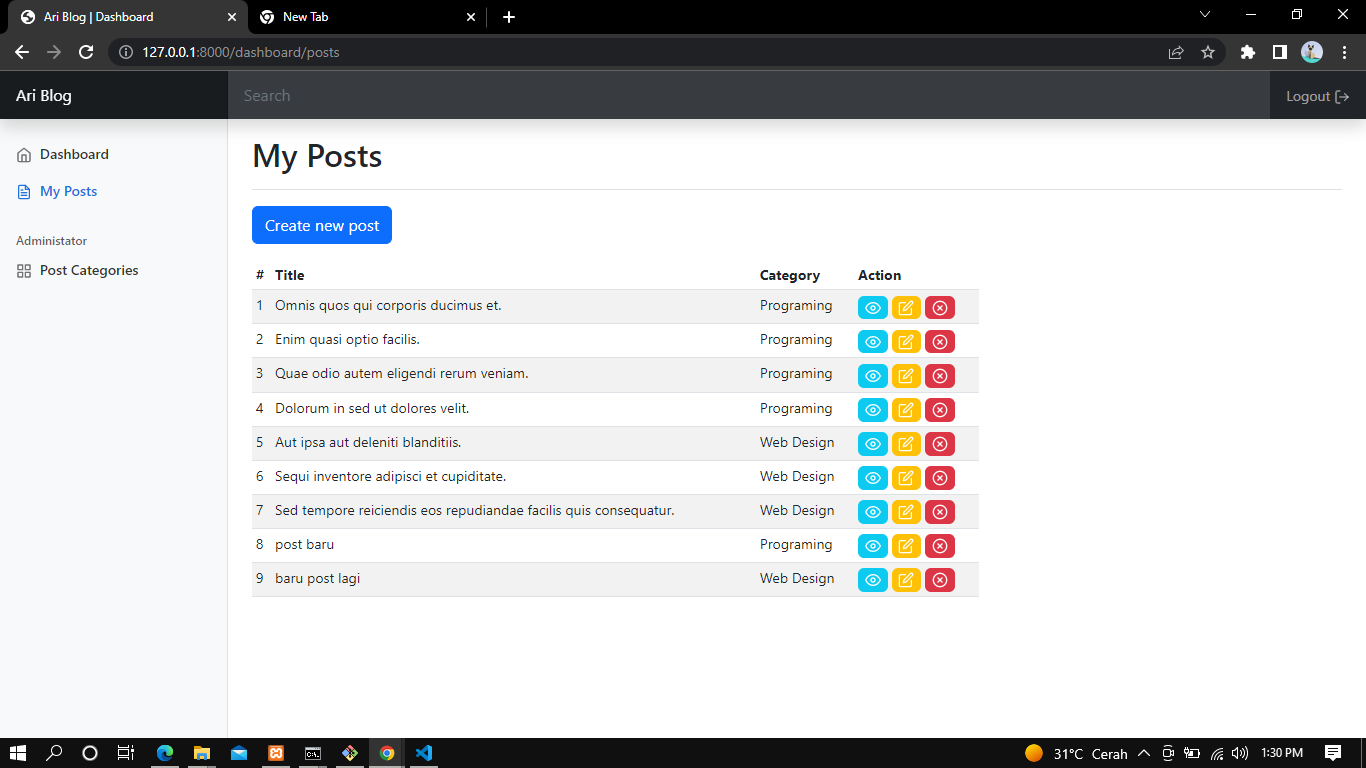 Ari Blog | Dashboard
New Tab
127.0.0.1:8000/dashboard/posts
Ari Blog
Search
Logout
Dashboard
My Posts
Administator
Post Categories
My Posts
Create new post
# Title Category Action
1 Omnis quos qui corporis ducimus et. Programing
2 Enim quasi optio facilis. Programing
3 Quae odio autem eligendi rerum veniam. Programing
4 Dolorum in sed ut dolores velit. Programing
5 Aut ipsa aut deleniti blanditiis. Web Design
6 Sequi inventore adipisci et cupiditate. Web Design
7 Sed tempore reiciendis eos repudiandae facilis quis consequatur. Web Design
8 post baru Programing
9 baru post lagi Web Design
31°C Cerah
1:30 PM